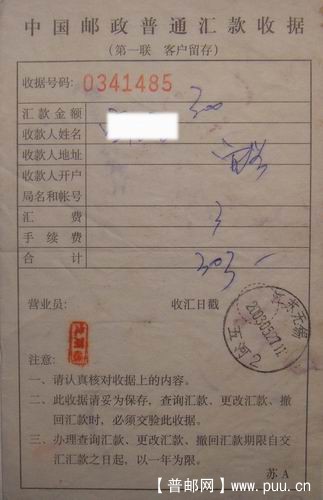 中国邮政普通汇款收据
(第一联 客户留存)
收据号码: 0341485
汇款金额 300
收款人姓名
收款人地址
收款人开户
局名和帐号
汇费 3
手续费
合计 303-
营业员: 收汇日戳
注意:
一、请认真核对收据上的内容。
二、此收据请妥为保存，查询汇款、更改汇款、撤
回汇款时，必须交验此收据。
三、办理查询汇款、更改汇款、撤回汇款期限自交
汇汇款之日起，以一年为限。
苏A
【普邮网】www.puu.cn